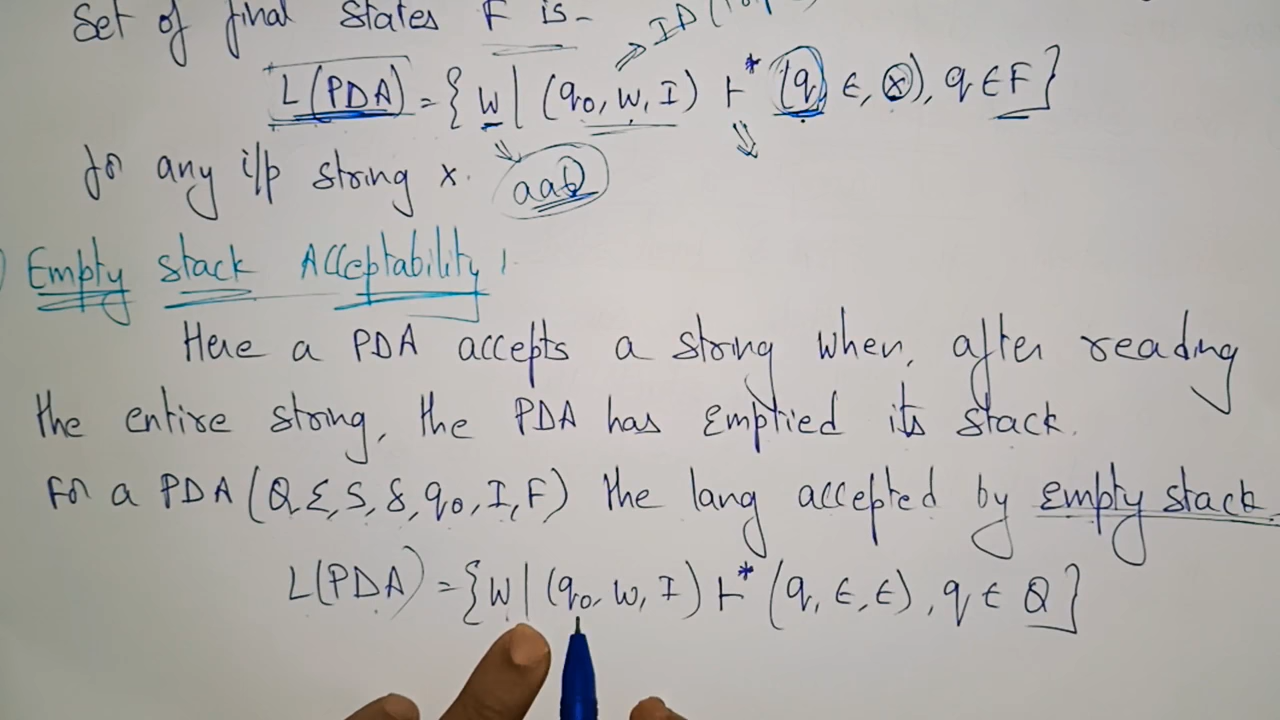 Set of final states F is-
L(PDA) = {W | (q₀, w, I) ⊢* (q, ϵ, x), q ∈ F}
for any i/p string x. aab
Empty stack Acceptability:
Here a PDA accepts a string when, after reading
the entire string, the PDA has emptied its stack.
For a PDA (Q, Σ, S, δ, q₀, I, F) the lang accepted by empty stack
L(PDA) = {W | (q₀, w, I) ⊢* (q, ϵ, ϵ), q ∈ Q}